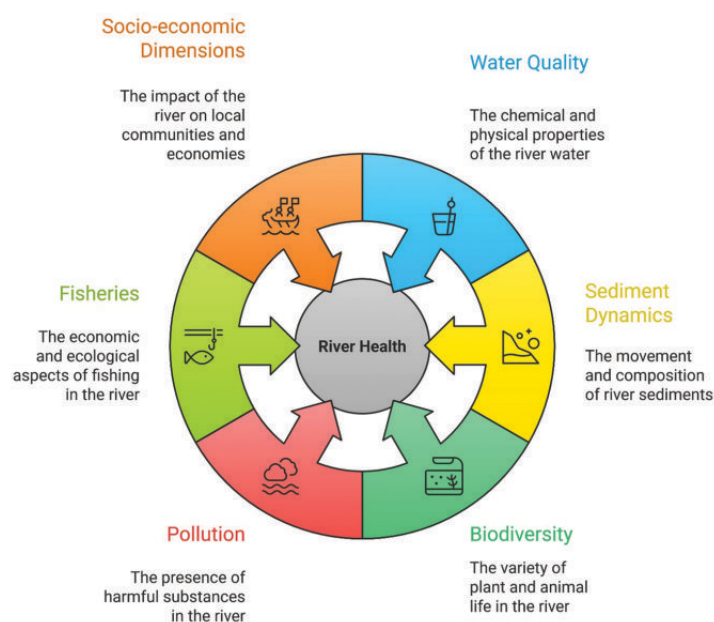 Socio-economic
Dimensions
The impact of the
river on local
communities and
economies
Water Quality
The chemical and
physical properties
of the river water
Fisheries
The economic
and ecological
aspects of fishing
in the river
River Health
Sediment
Dynamics
The movement
and composition
of river sediments
Pollution
The presence of
harmful substances
in the river
Biodiversity
The variety of
plant and animal
life in the river